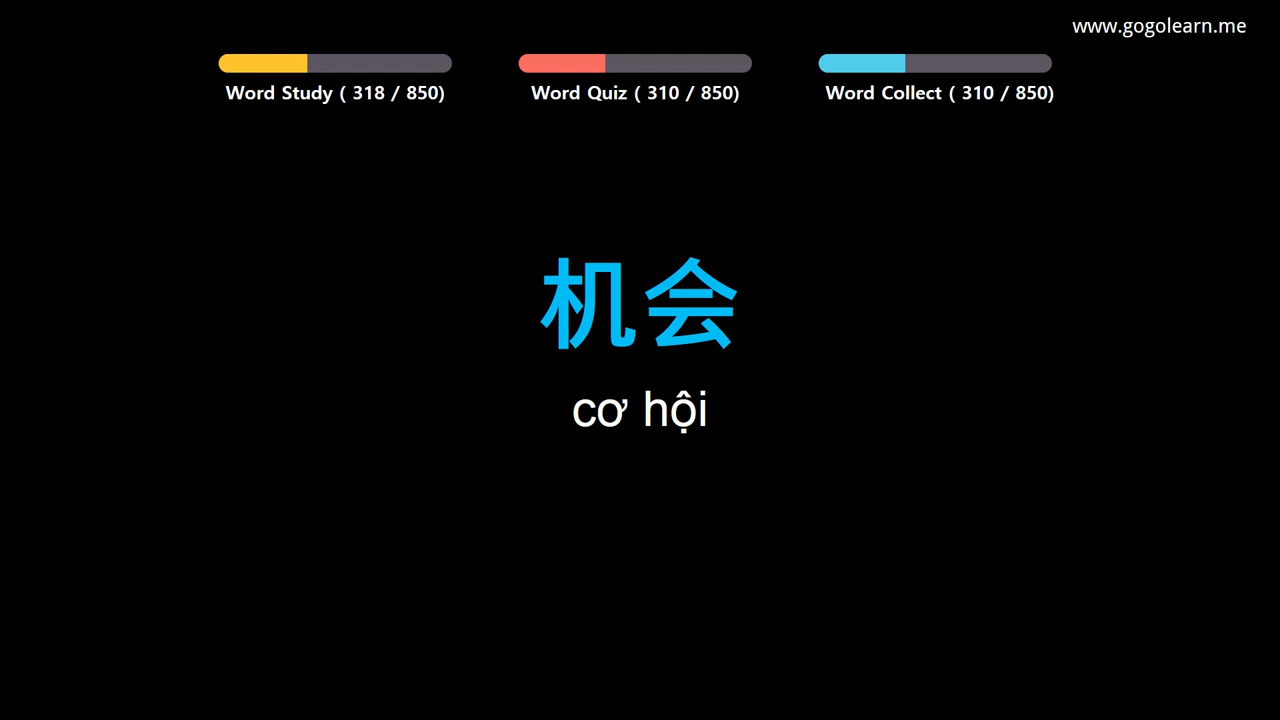 www.gogolearn.me
Word Study ( 318 / 850)
Word Quiz ( 310 / 850)
Word Collect ( 310 / 850)
机会
cơ hội